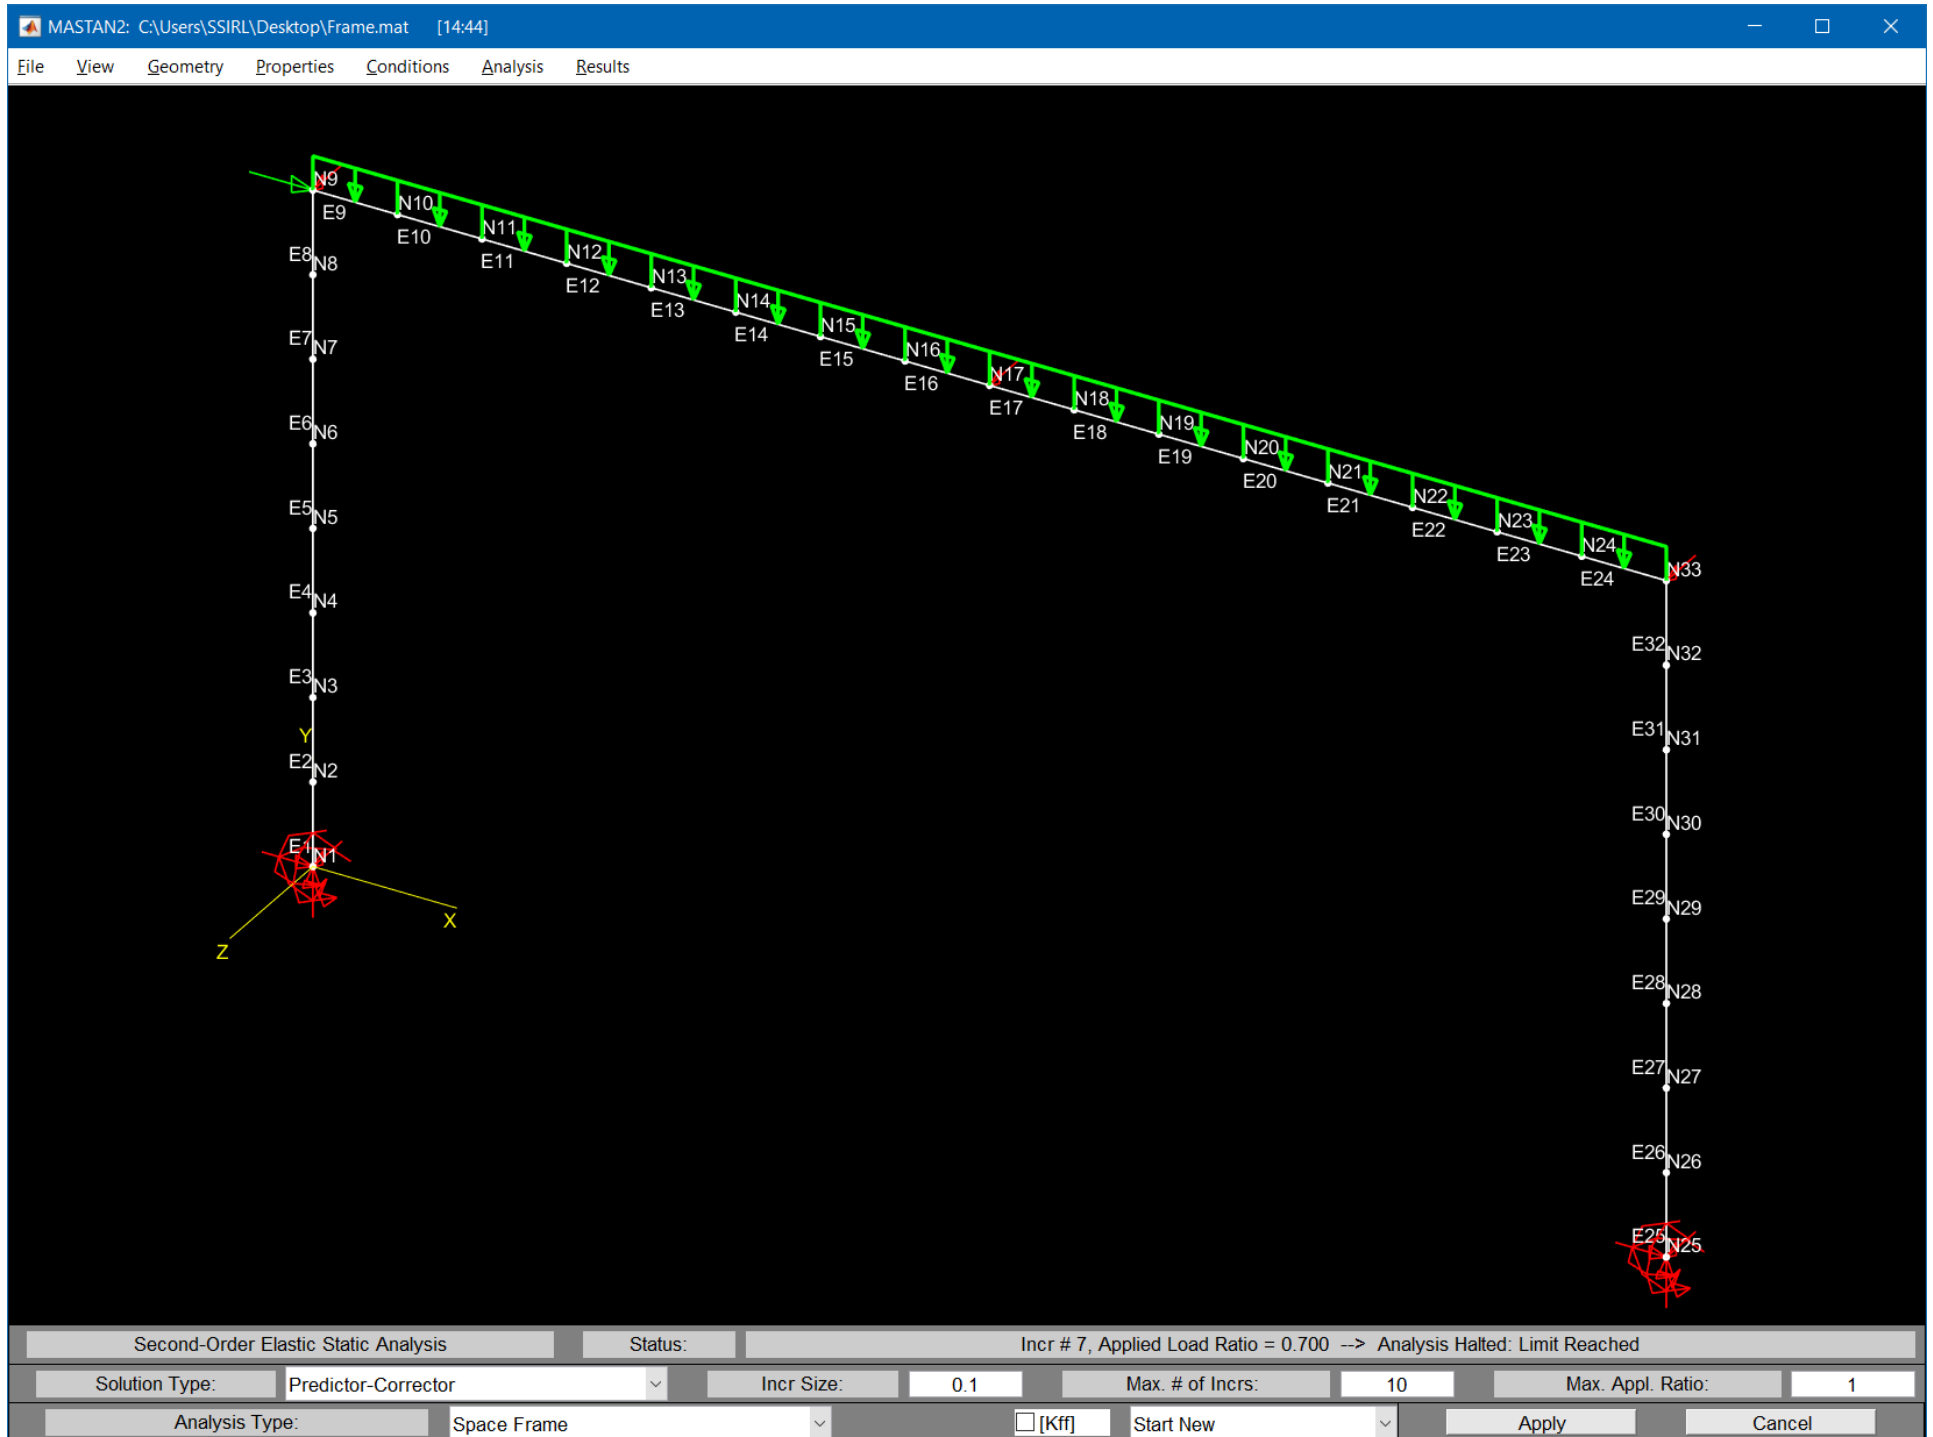 MASTAN2: C:\Users\SSIRL\Desktop\Frame.mat [14:44]
File View Geometry Properties Conditions Analysis Results
N9
E9
N10
E10
N11
E11
N12
E12
N13
E13
N14
E14
N15
E15
N16
E16
N17
E17
N18
E18
N19
E19
N20
E20
N21
E21
N22
E22
N23
E23
N24
E24
N33
E8 N8
E7 N7
E6 N6
E5 N5
E4 N4
E3 N3
Y
E2 N2
E1 N1
X
Z
E32 N32
E31 N31
E30 N30
E29 N29
E28 N28
E27 N27
E26 N26
E25 N25
Second-Order Elastic Static Analysis Status: Incr # 7, Applied Load Ratio = 0.700 --> Analysis Halted: Limit Reached
Solution Type: Predictor-Corrector Incr Size: 0.1 Max. # of Incrs: 10 Max. Appl. Ratio: 1
Analysis Type: Space Frame [Kff] Start New Apply Cancel